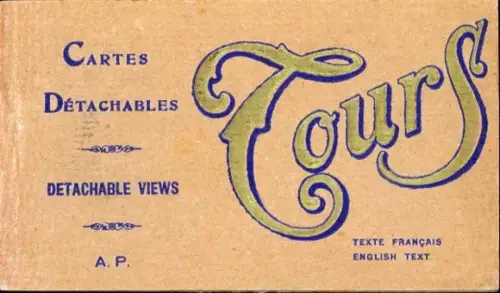 CARTES
DÉTACHABLES
DETACHABLE VIEWS
A. P.
Tours
TEXTE FRANÇAIS
ENGLISH TEXT